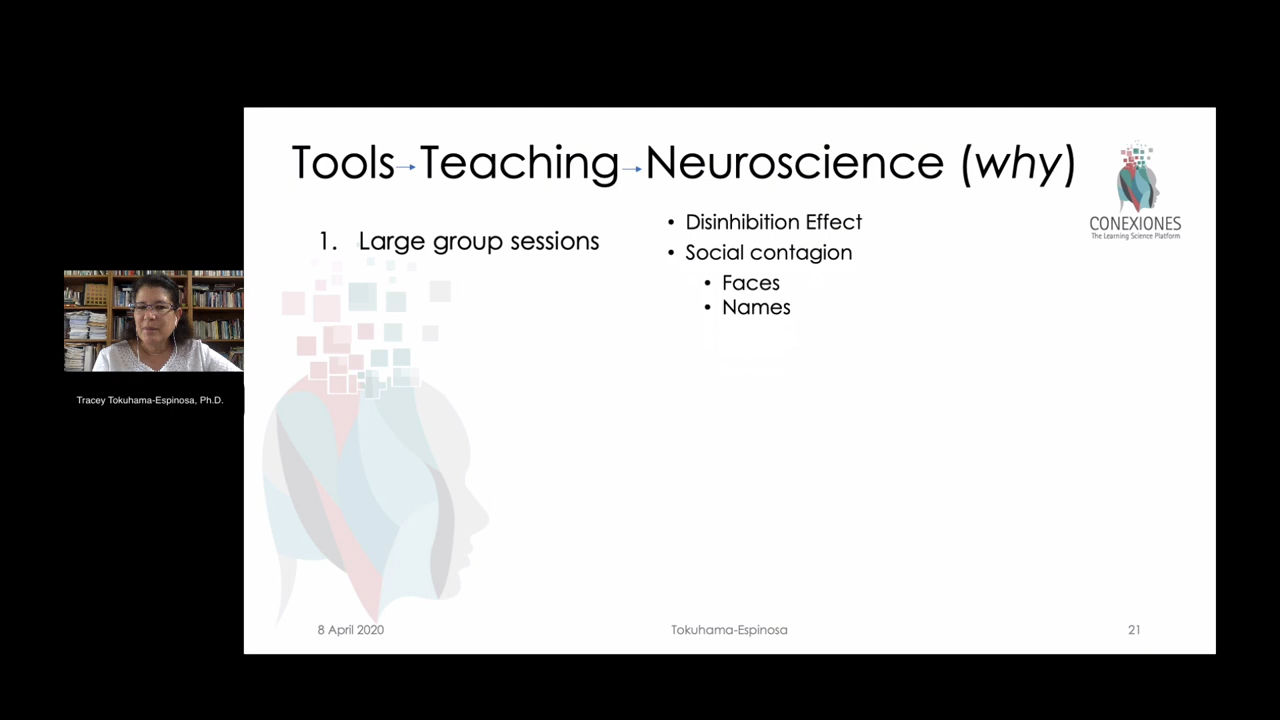 Tools→Teaching→Neuroscience (why)
CONEXIONES
The Learning Science Platform
1. Large group sessions
• Disinhibition Effect
• Social contagion
• Faces
• Names
Tracey Tokuhama-Espinosa, Ph.D.
8 April 2020
Tokuhama-Espinosa
21